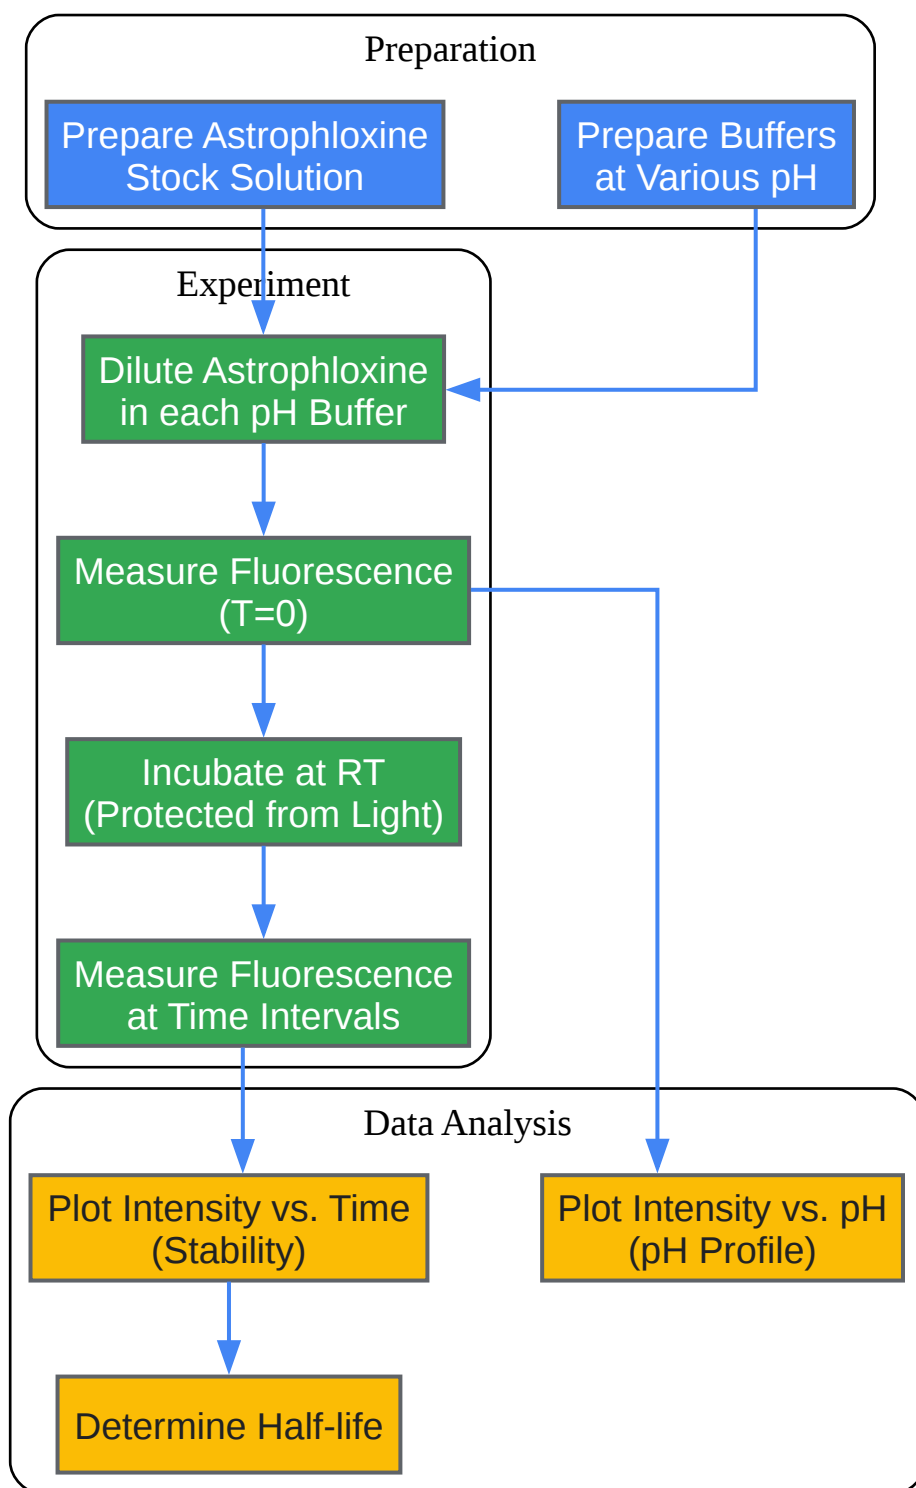 Preparation
Prepare Astrophloxine
Stock Solution
Prepare Buffers
at Various pH
Experiment
Dilute Astrophloxine
in each pH Buffer
Measure Fluorescence
(T=0)
Incubate at RT
(Protected from Light)
Measure Fluorescence
at Time Intervals
Data Analysis
Plot Intensity vs. Time
(Stability)
Plot Intensity vs. pH
(pH Profile)
Determine Half-life